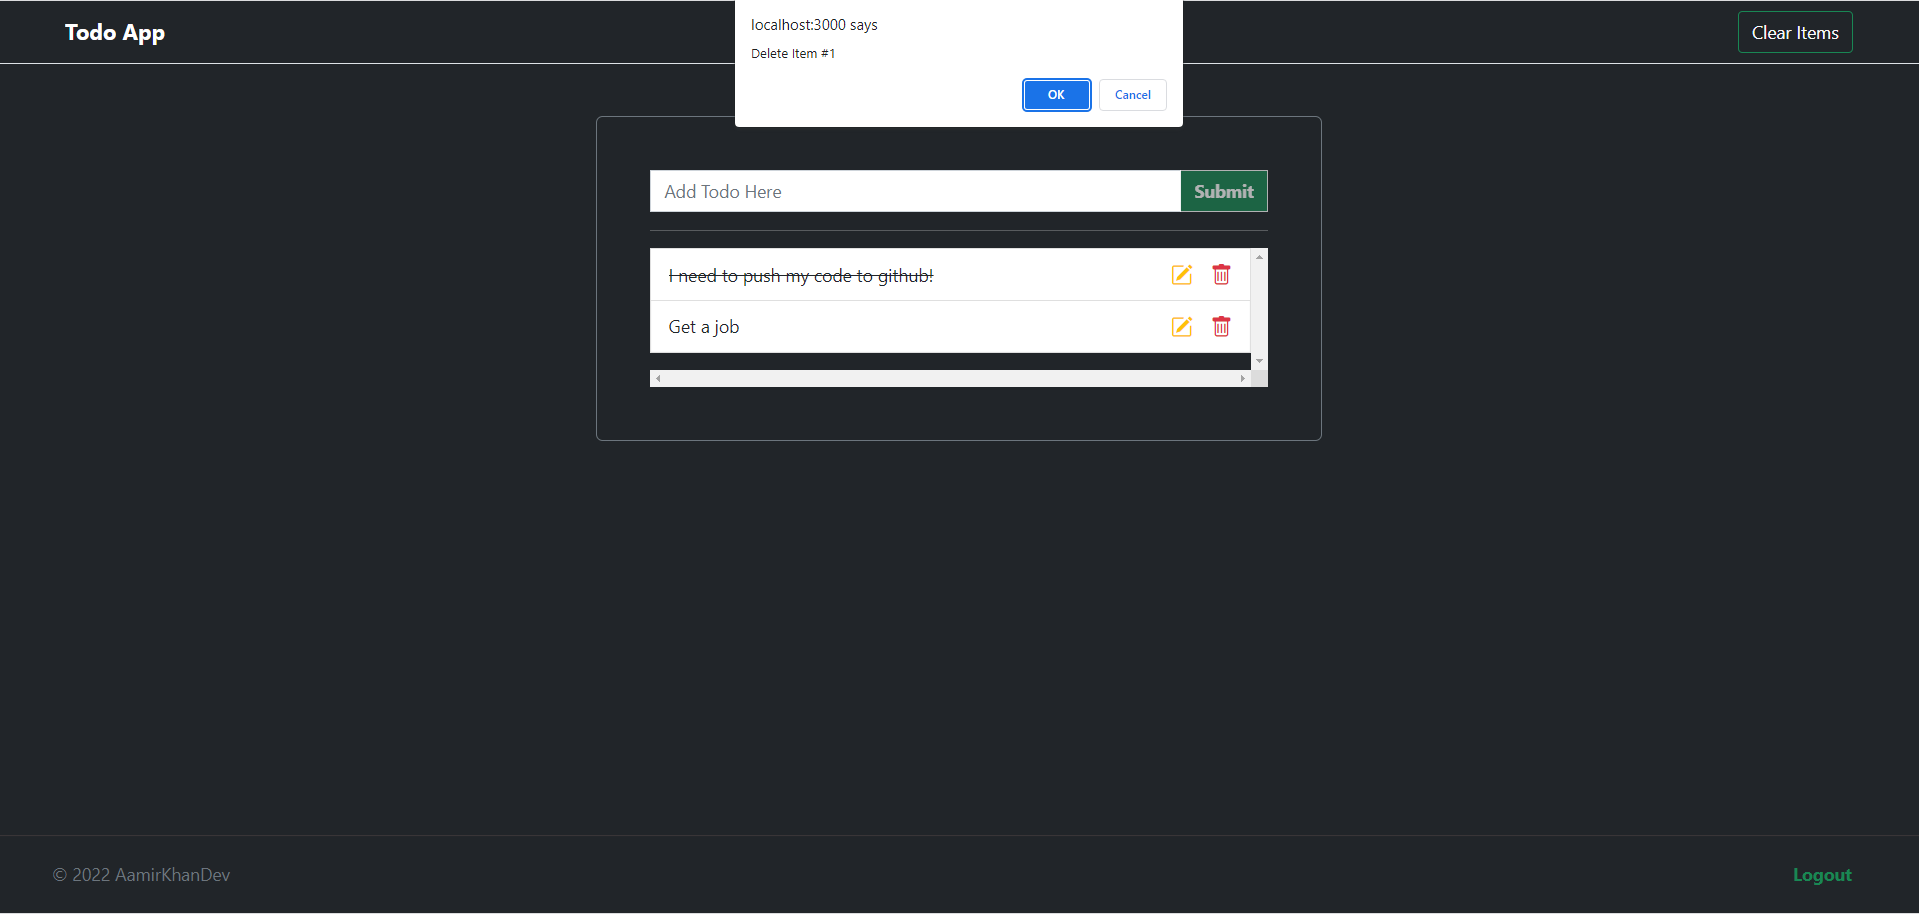 Todo App
localhost:3000 says
Delete Item #1
OK
Cancel
Clear Items
Add Todo Here
Submit
I need to push my code to github!
Get a job
© 2022 AamirKhanDev
Logout